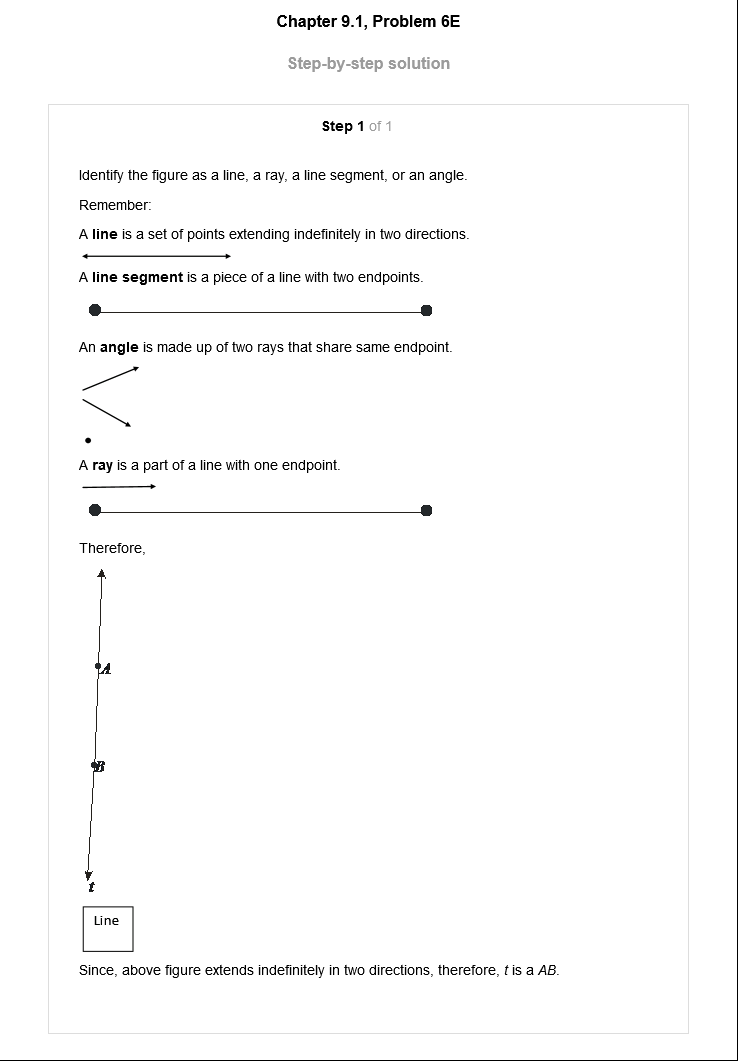 Chapter 9.1, Problem 6E
Step-by-step solution
Step 1 of 1
Identify the figure as a line, a ray, a line segment, or an angle.
Remember:
A line is a set of points extending indefinitely in two directions.
A line segment is a piece of a line with two endpoints.
An angle is made up of two rays that share same endpoint.
A ray is a part of a line with one endpoint.
Therefore,
A
B
t
Line
Since, above figure extends indefinitely in two directions, therefore, t is a AB.